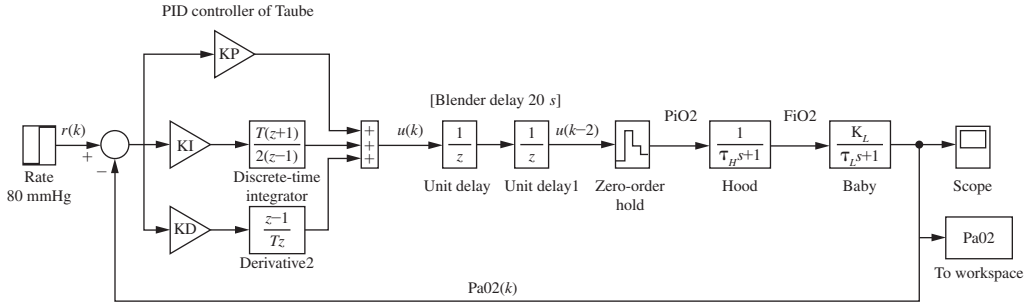 PID controller of Taube
KP
[Blender delay 20 s]
r(k)
+
−
KI
T(z+1)
2(z−1)
+
+
+
u(k)
1
z
1
z
u(k−2)
PiO2
1
τHs+1
FiO2
KL
τLs+1
Rate
80 mmHg
Discrete-time
integrator
Unit delay
Unit delay1
Zero-order
hold
Hood
Baby
Scope
KD
z−1
Tz
Derivative2
Pa02
To workspace
Pa02(k)